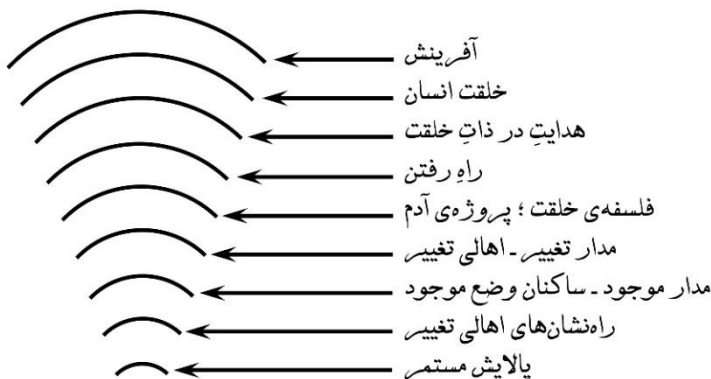 آفرینش
خلقت انسان
هدایتِ در ذاتِ خلقت
راهِ رفتن
فلسفه‌ی خلقت ؛ پروژه‌ی آدم
مدار تغییر ـ اهالی تغییر
مدار موجود ـ ساکنان وضع موجود
راه‌نشان‌های اهالی تغییر
پالایش مستمر